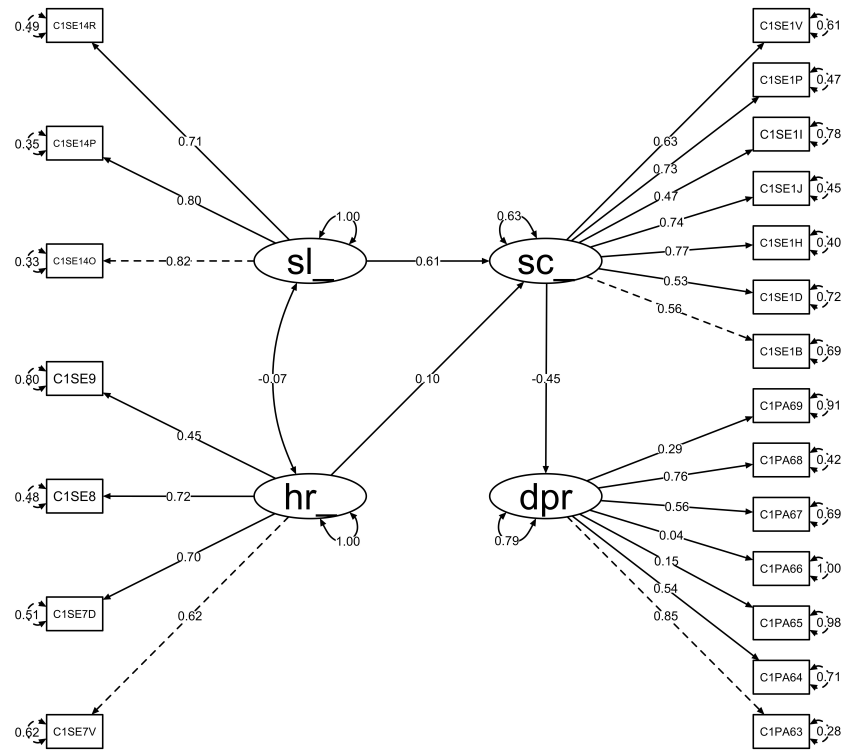 0.49 C1SE14R
C1SE1V 0.61
C1SE1P 0.47
C1SE1I 0.78
0.71
0.63
0.35 C1SE14P
0.73
C1SE1J 0.45
0.80
0.47
1.00
0.63
0.74
C1SE1H 0.40
0.77
0.33 C1SE14O
0.82
sl_
0.61
sc_
0.53
C1SE1D 0.72
0.56
C1SE1B 0.69
0.80 C1SE9
-0.07
0.10
-0.45
C1PA69 0.91
0.45
0.29
C1PA68 0.42
0.76
0.48 C1SE8
0.72
hr_
dpr
0.56
C1PA67 0.69
0.04
1.00
0.79
0.70
0.15
C1PA66 1.00
0.54
0.51 C1SE7D
0.62
0.85
C1PA65 0.98
C1PA64 0.71
0.62 C1SE7V
C1PA63 0.28